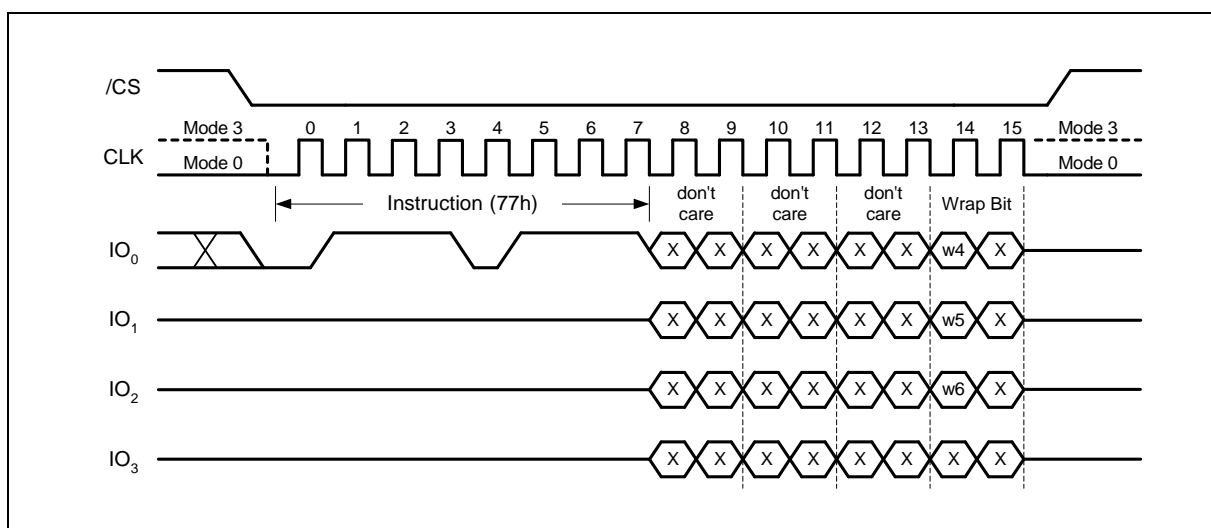 /CS
Mode 3 0 1 2 3 4 5 6 7 8 9 10 11 12 13 14 15 Mode 3
CLK
Mode 0 Mode 0
Instruction (77h) don't care don't care don't care Wrap Bit
IO0 X X X X X X w4 X
IO1 X X X X X X w5 X
IO2 X X X X X X w6 X
IO3 X X X X X X X X